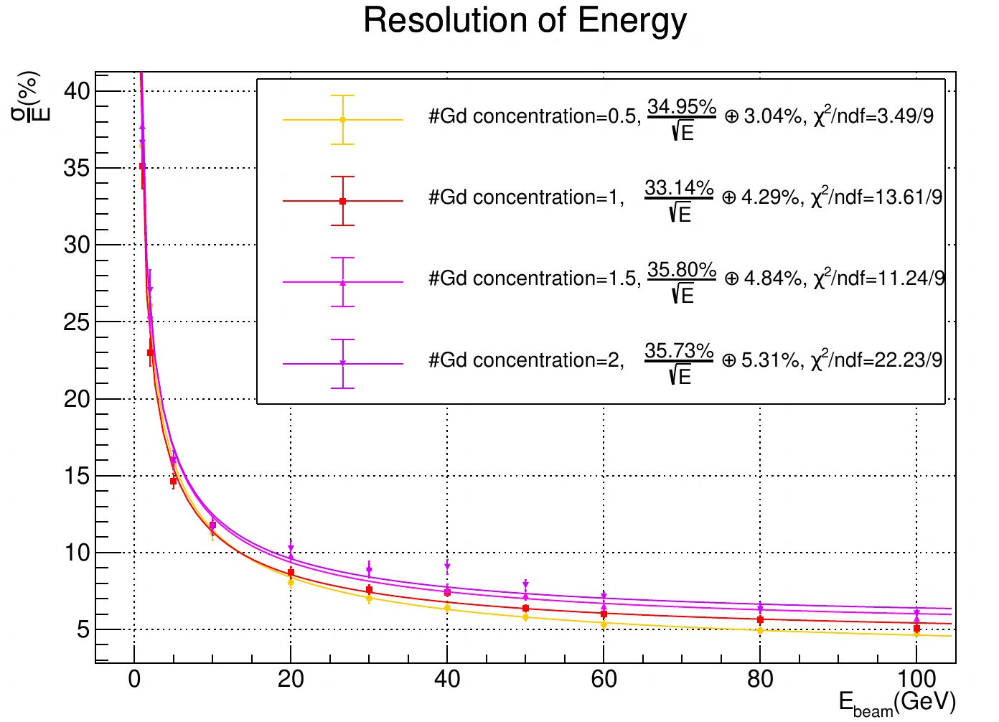 Resolution of Energy
σ/E(%)
40
35
30
25
20
15
10
5
#Gd concentration=0.5, 34.95%/√E ⊕ 3.04%, χ²/ndf=3.49/9
#Gd concentration=1, 33.14%/√E ⊕ 4.29%, χ²/ndf=13.61/9
#Gd concentration=1.5, 35.80%/√E ⊕ 4.84%, χ²/ndf=11.24/9
#Gd concentration=2, 35.73%/√E ⊕ 5.31%, χ²/ndf=22.23/9
0 20 40 60 80 100
E_beam(GeV)